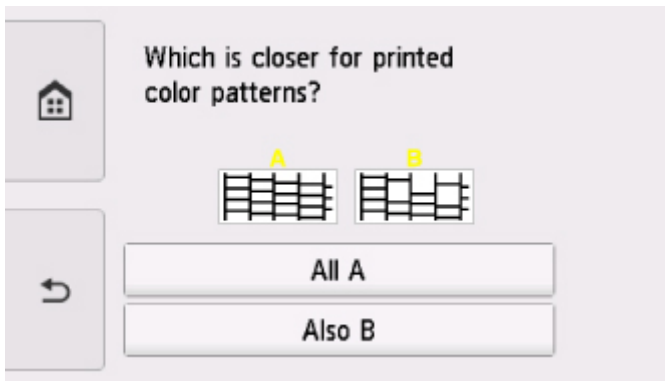 Which is closer for printed
color patterns?
A B
All A
Also B